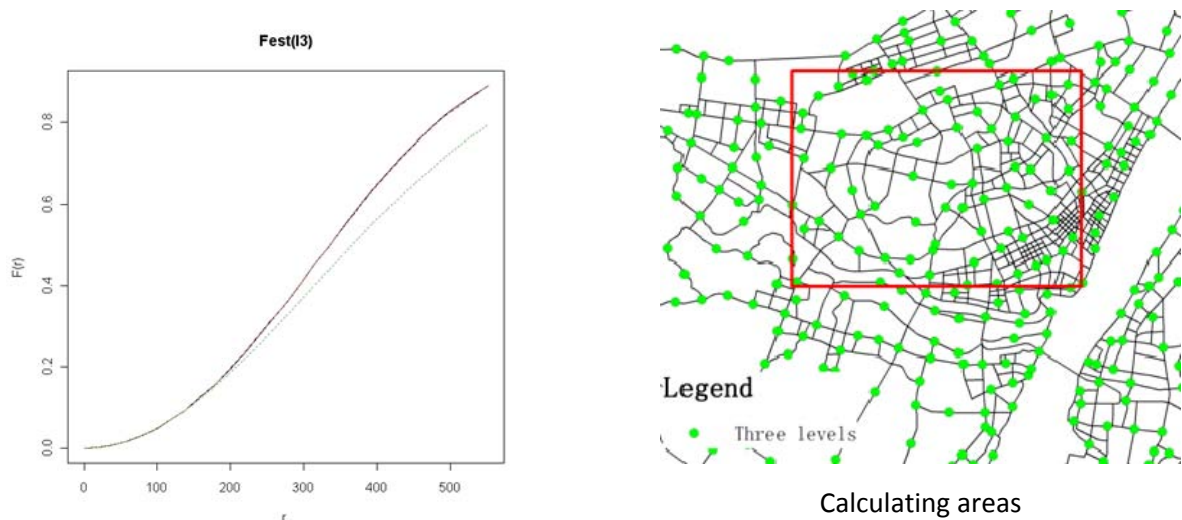 Fest(l3)
F(r)
0.8
0.6
0.4
0.2
0.0
0 100 200 300 400 500
r
Legend
Three levels
Calculating areas